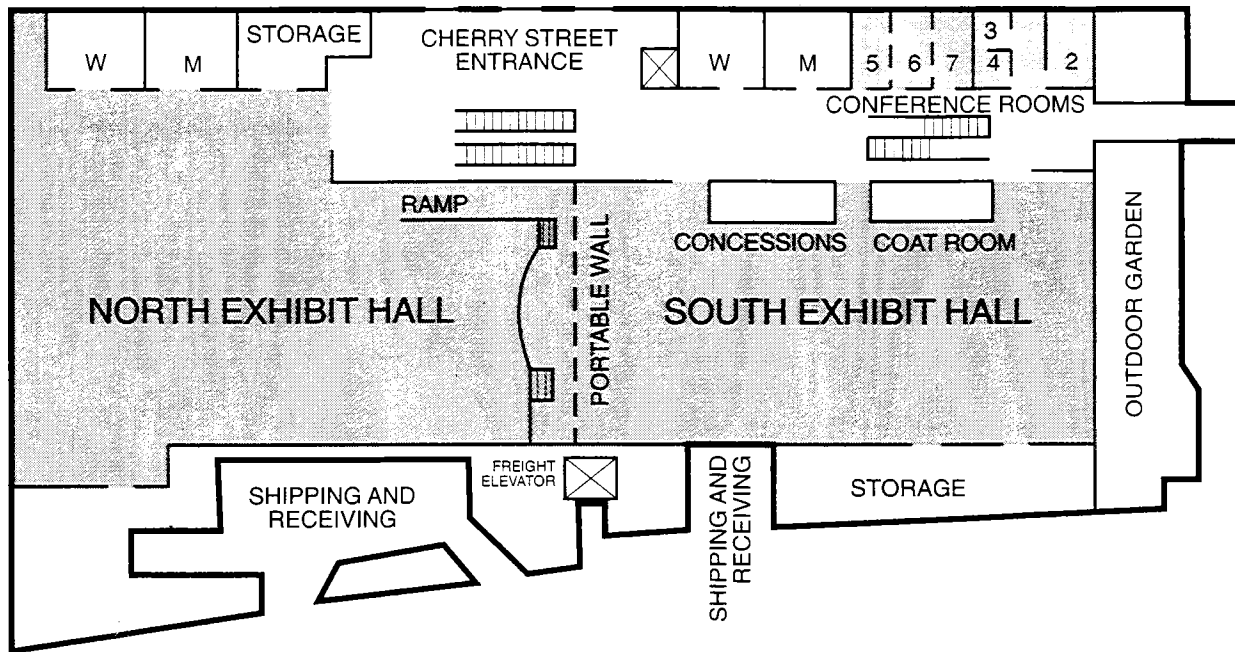 STORAGE
W
M
CHERRY STREET
ENTRANCE
W
M
5
6
7
3
4
2
CONFERENCE ROOMS
RAMP
CONCESSIONS
COAT ROOM
NORTH EXHIBIT HALL
PORTABLE WALL
SOUTH EXHIBIT HALL
OUTDOOR GARDEN
FREIGHT
ELEVATOR
SHIPPING AND
RECEIVING
SHIPPING AND
RECEIVING
STORAGE